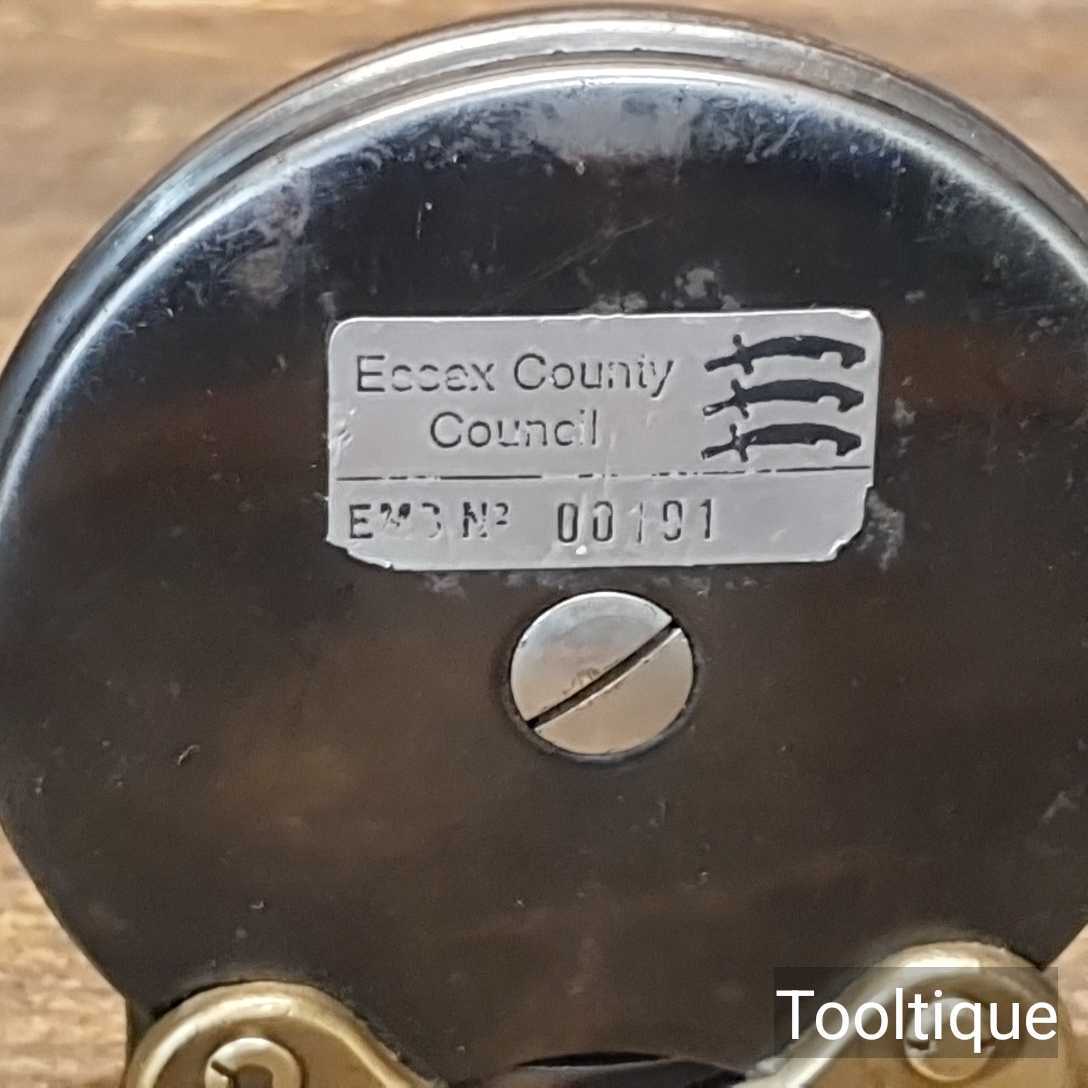 Essex County
Council
Nº 00191
Tooltique